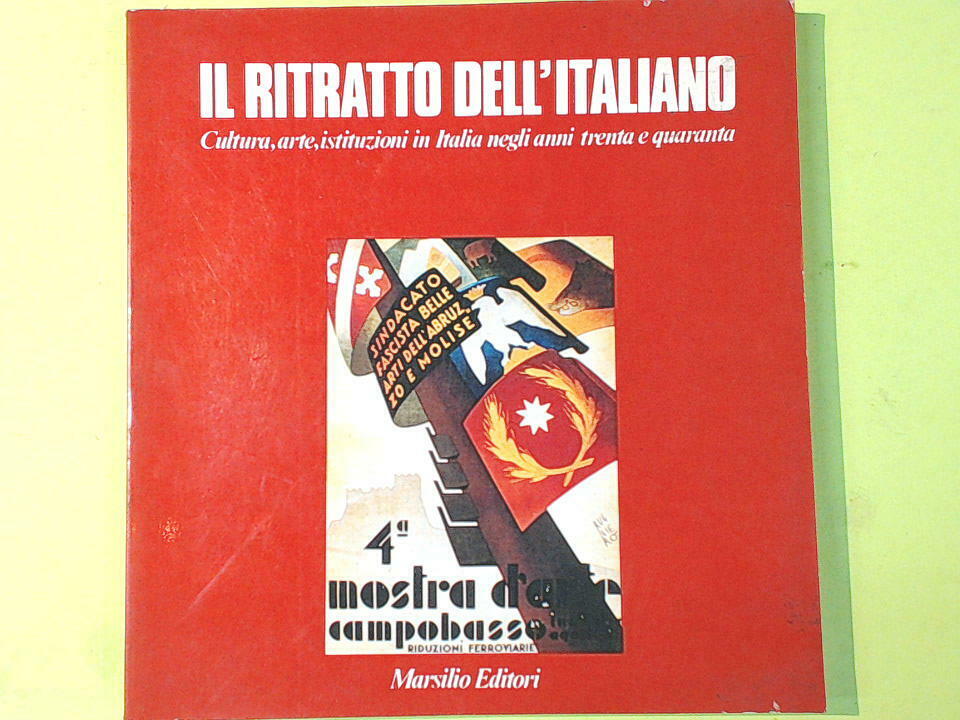 IL RITRATTO DELL'ITALIANO
Cultura, arte, istituzioni in Italia negli anni trenta e quaranta
SINDACATO
FASCISTA BELLE
ARTI DELL'ABRUZ
ZO E MOLISE
4ª
mostra d'arte
campobasso
RIDUZIONI FERROVIARIE
Marsilio Editori